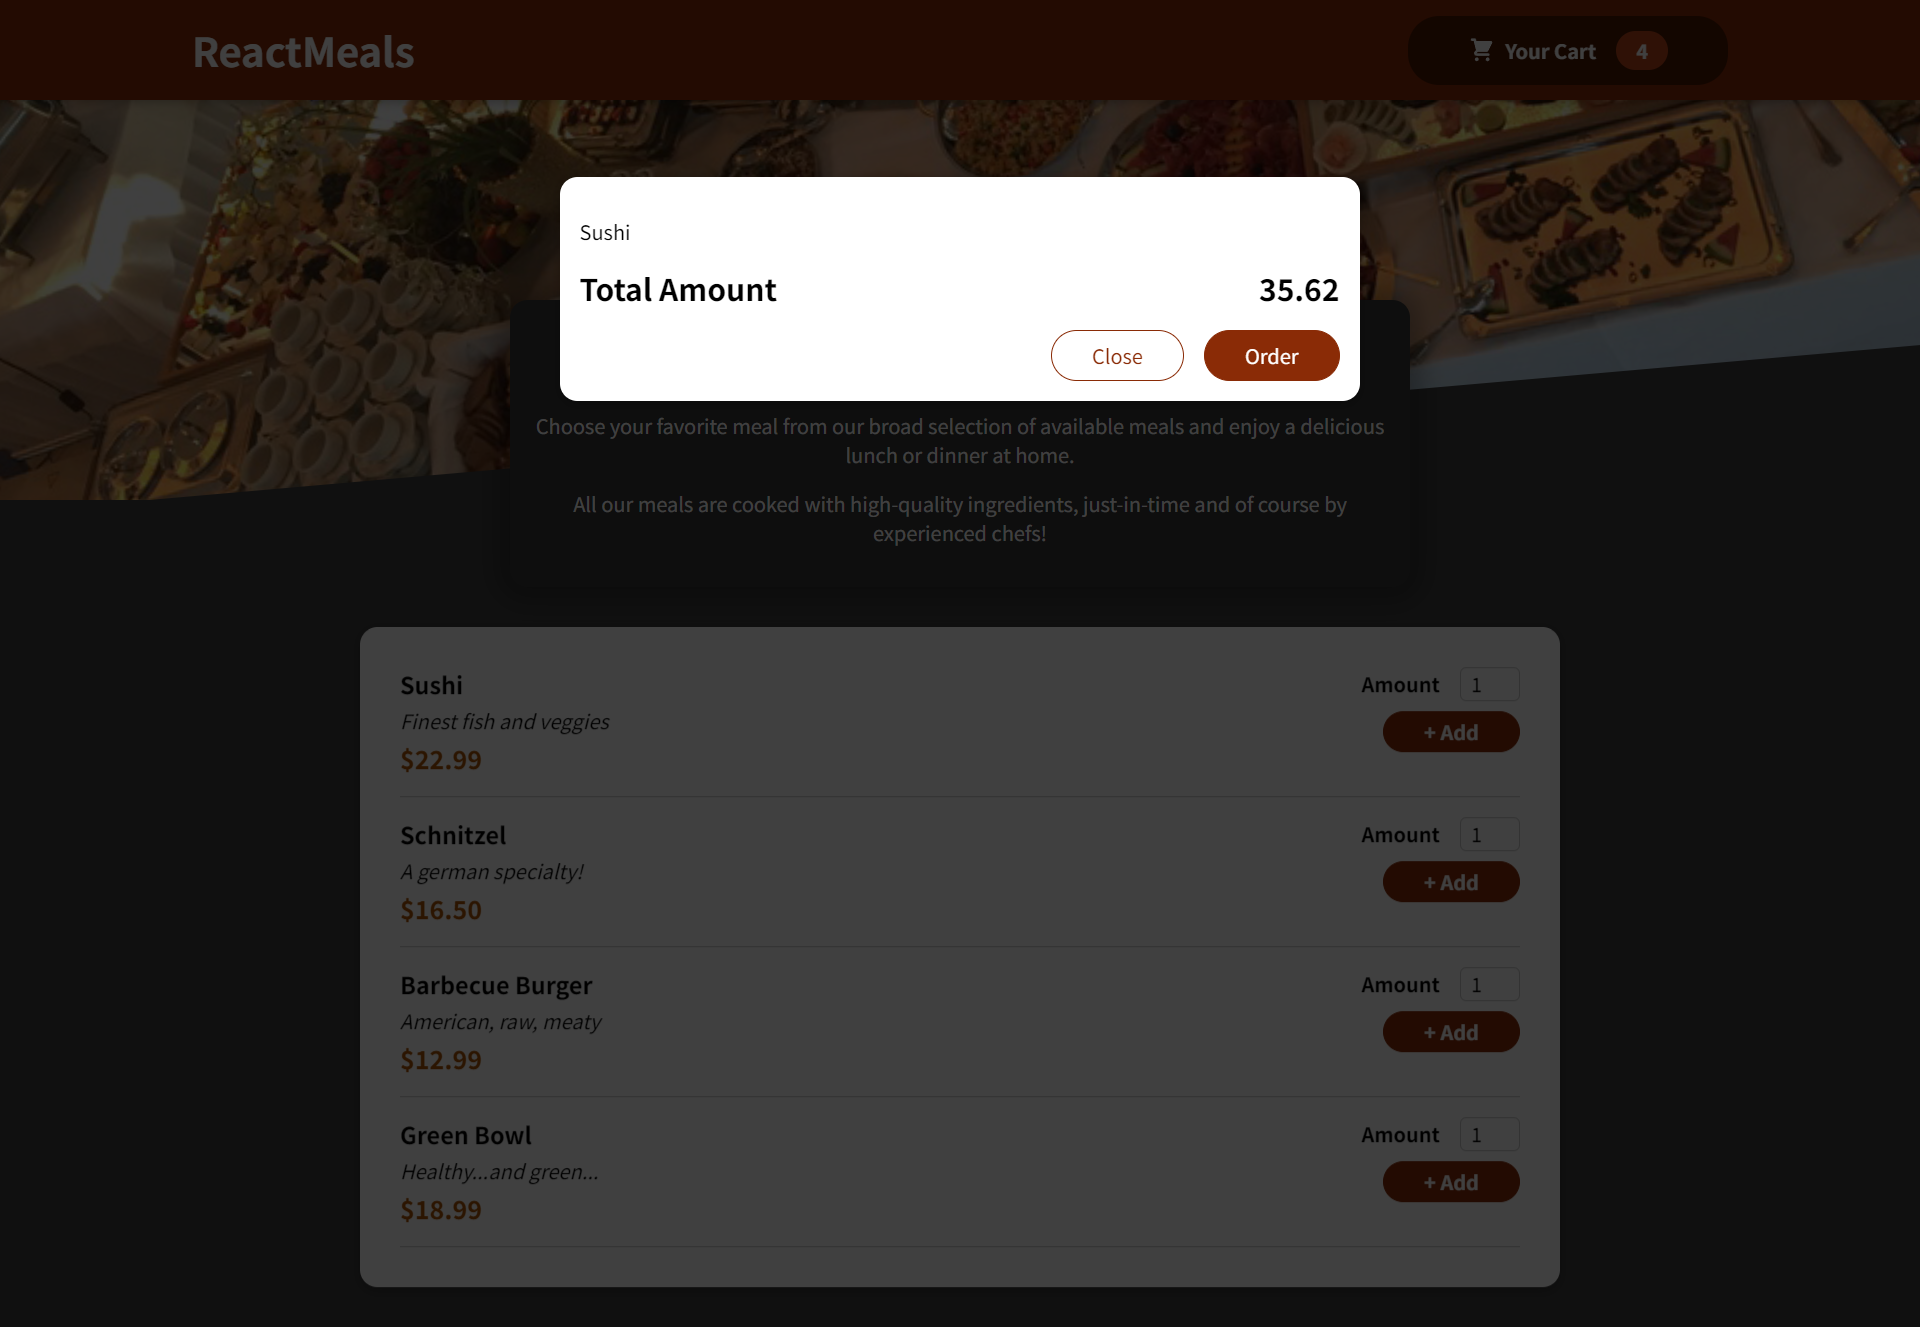 ReactMeals
Your Cart 4
Sushi
Total Amount 35.62
Close Order
Choose your favorite meal from our broad selection of available meals and enjoy a delicious
lunch or dinner at home.
All our meals are cooked with high-quality ingredients, just-in-time and of course by
experienced chefs!
Sushi
Finest fish and veggies
$22.99
Amount 1
+ Add
Schnitzel
A german specialty!
$16.50
Amount 1
+ Add
Barbecue Burger
American, raw, meaty
$12.99
Amount 1
+ Add
Green Bowl
Healthy...and green...
$18.99
Amount 1
+ Add